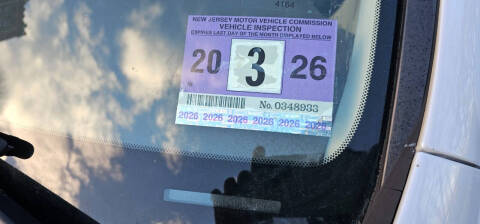 4164
NEW JERSEY MOTOR VEHICLE COMMISSION
VEHICLE INSPECTION
EXPIRES LAST DAY OF THE MONTH DISPLAYED BELOW
20 3 26
No. 0348933
2026 2026 2026 2026 2026 2026